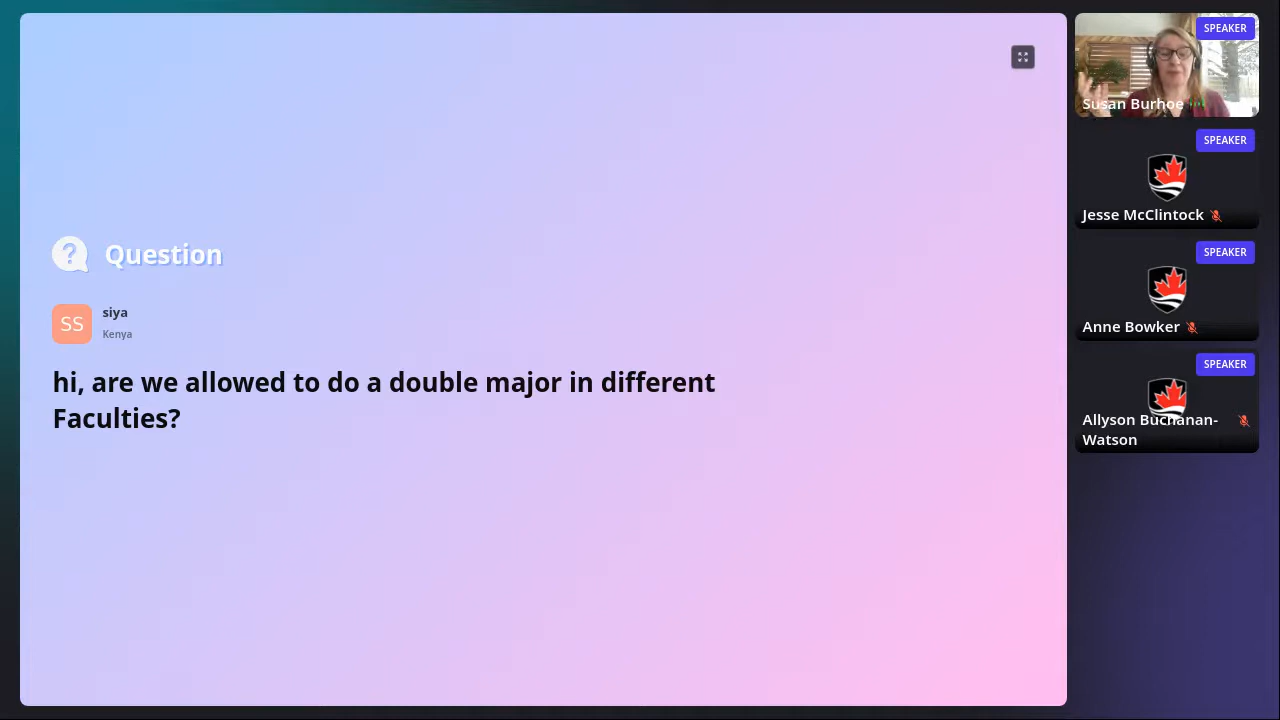 Question
SS
siya
Kenya
hi, are we allowed to do a double major in different
Faculties?
SPEAKER
Susan Burhoe
SPEAKER
Jesse McClintock
SPEAKER
Anne Bowker
SPEAKER
Allyson Buchanan-
Watson